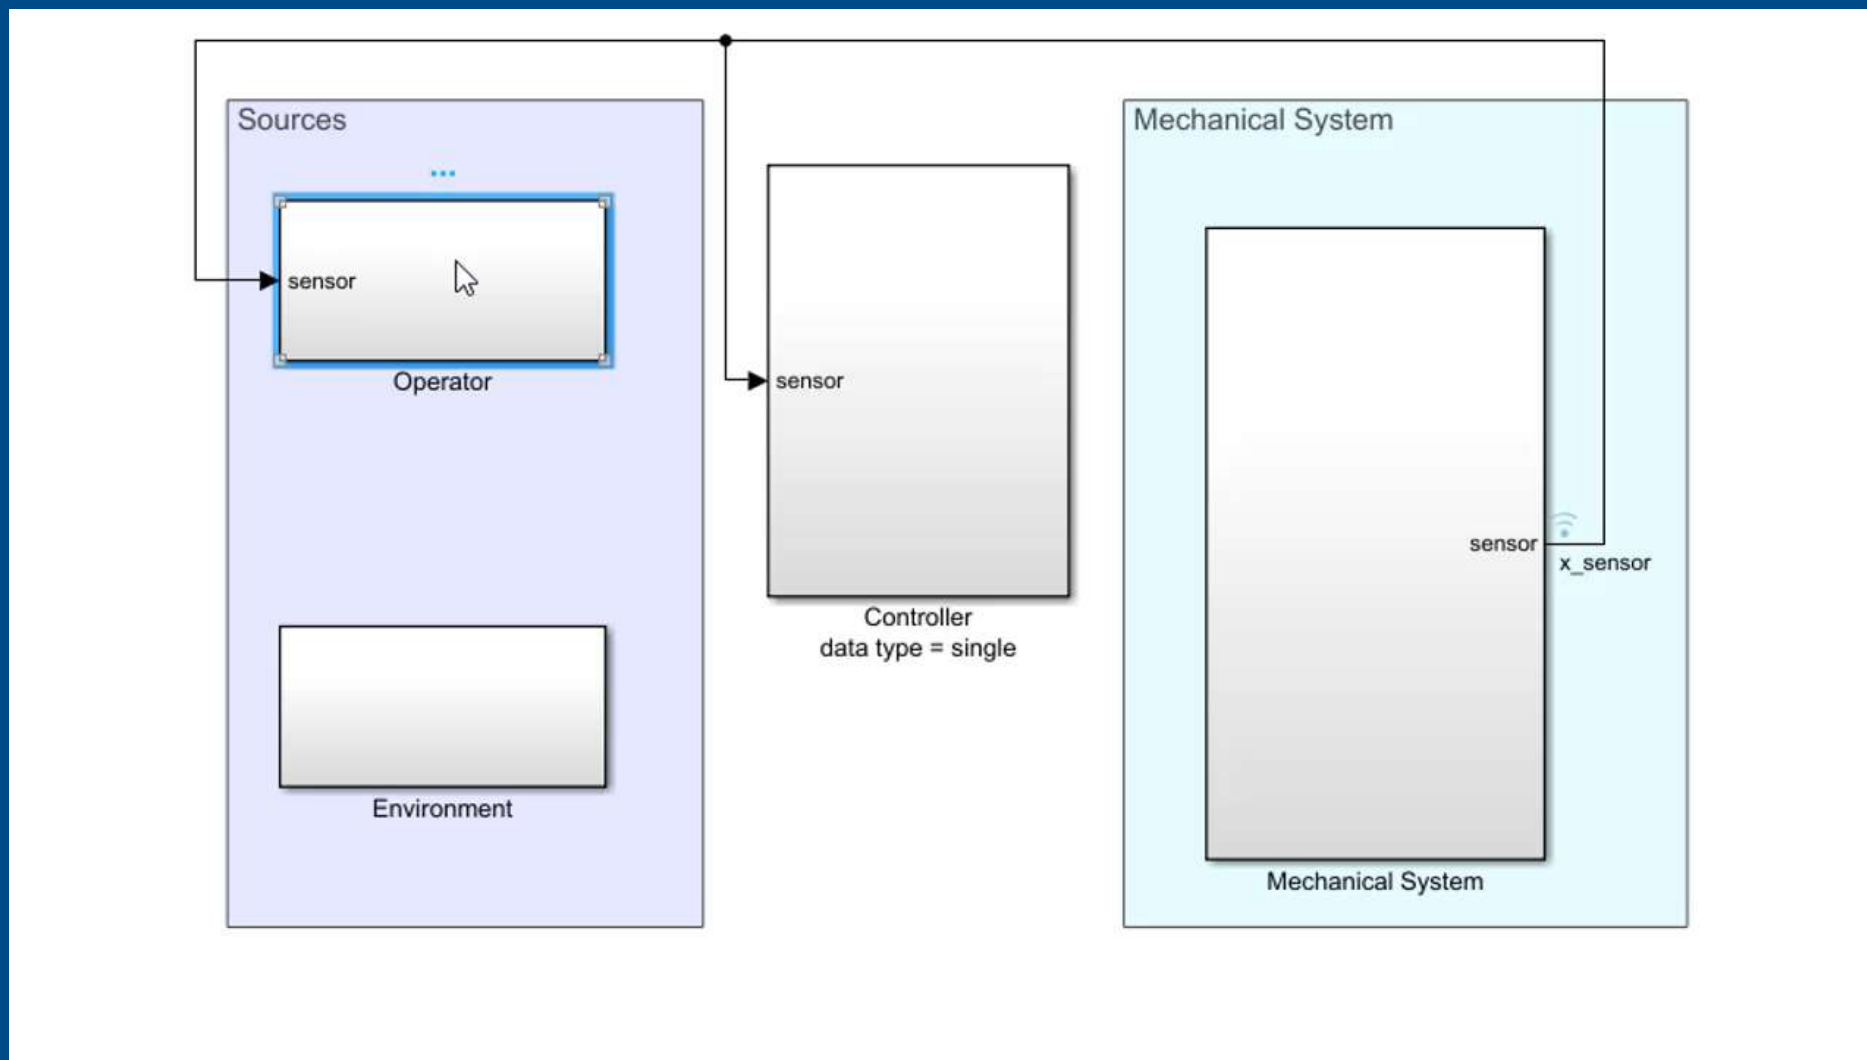 Sources
sensor
Operator
Environment
sensor
Controller
data type = single
Mechanical System
sensor
x_sensor
Mechanical System